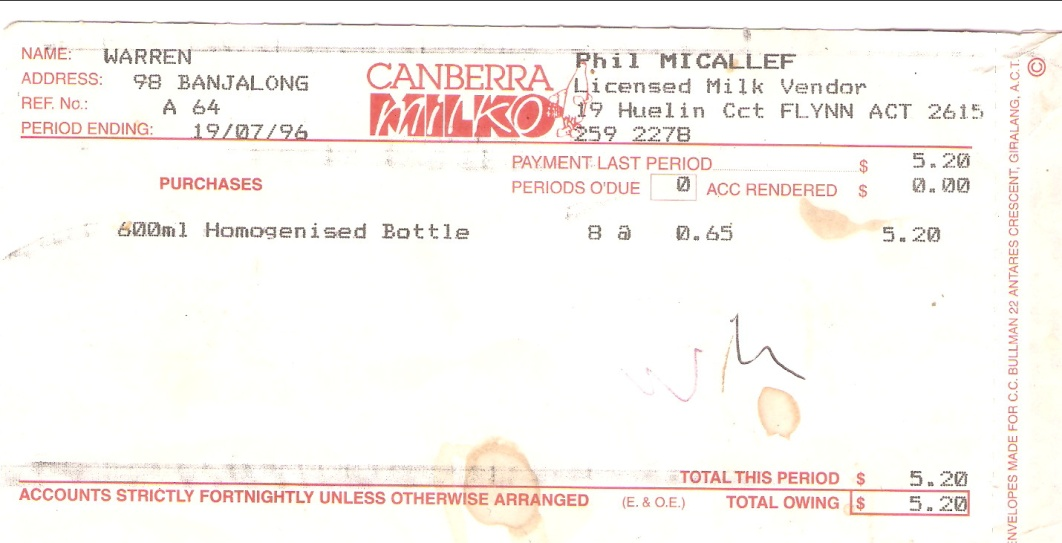 NAME: WARREN
ADDRESS: 98 BANJALONG
REF. No.: A 64
PERIOD ENDING: 19/07/96
CANBERRA
MILKO
Phil MICALLEF
Licensed Milk Vendor
19 Huelin Cct FLYNN ACT 2615
259 2278
PAYMENT LAST PERIOD $ 5.20
PURCHASES
PERIODS O'DUE 0 ACC RENDERED $ 0.00
600ml Homogenised Bottle 8 @ 0.65 5.20
TOTAL THIS PERIOD $ 5.20
ACCOUNTS STRICTLY FORTNIGHTLY UNLESS OTHERWISE ARRANGED (E. & O.E.) TOTAL OWING $ 5.20
© ENVELOPES MADE FOR C.C. BULLMAN 22 ANTARES CRESCENT, GIRALANG, A.C.T.